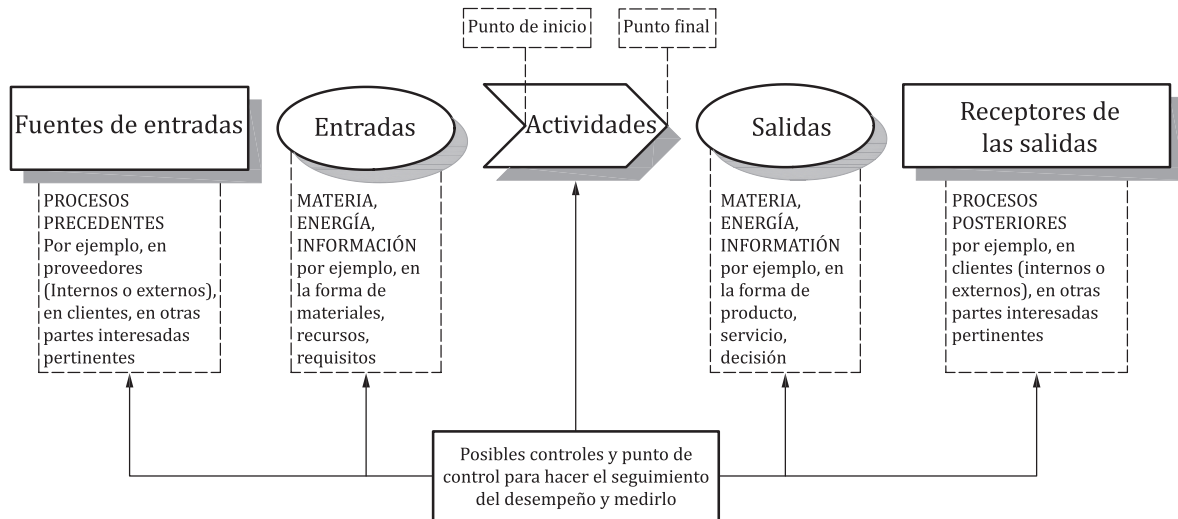 Punto de inicio
Punto final
Fuentes de entradas
Entradas
Actividades
Salidas
Receptores de
las salidas
PROCESOS
PRECEDENTES
Por ejemplo, en
proveedores
(Internos o externos),
en clientes, en otras
partes interesadas
pertinentes
MATERIA,
ENERGÍA,
INFORMACIÓN
por ejemplo, en
la forma de
materiales,
recursos,
requisitos
MATERIA,
ENERGÍA,
INFORMATIÓN
por ejemplo, en
la forma de
producto,
servicio,
decisión
PROCESOS
POSTERIORES
por ejemplo, en
clientes (internos o
externos), en otras
partes interesadas
pertinentes
Posibles controles y punto de
control para hacer el seguimiento
del desempeño y medirlo